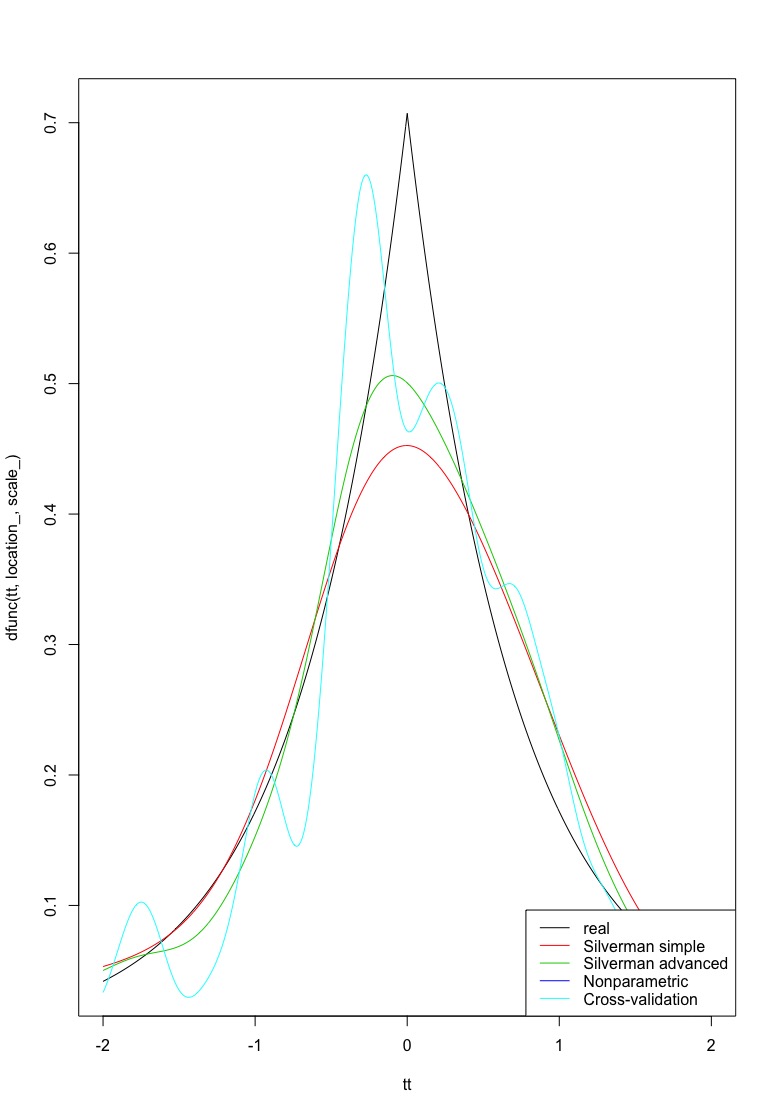 0.7
0.6
0.5
0.4
0.3
0.2
0.1
dfunc(tt, location_, scale_)
real
Silverman simple
Silverman advanced
Nonparametric
Cross-validation
-2 -1 0 1 2
tt